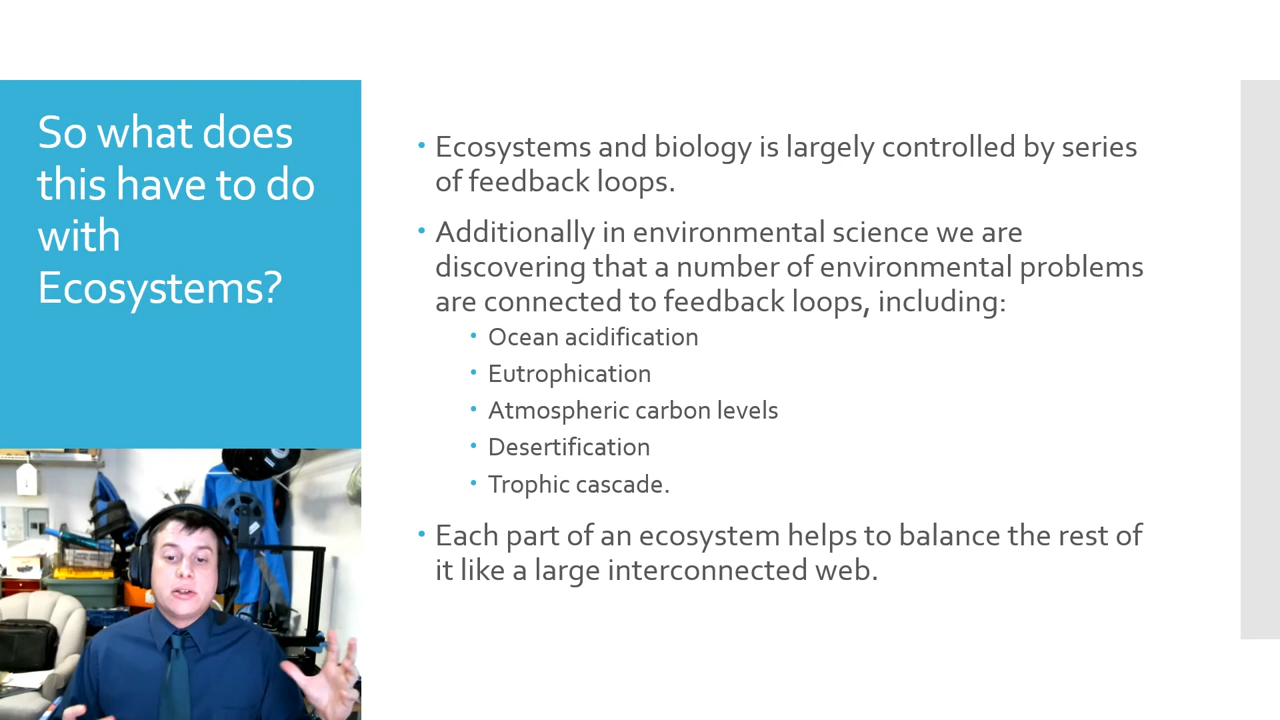 So what does
this have to do
with
Ecosystems?
Ecosystems and biology is largely controlled by series
of feedback loops.
Additionally in environmental science we are
discovering that a number of environmental problems
are connected to feedback loops, including:
Ocean acidification
Eutrophication
Atmospheric carbon levels
Desertification
Trophic cascade.
Each part of an ecosystem helps to balance the rest of
it like a large interconnected web.